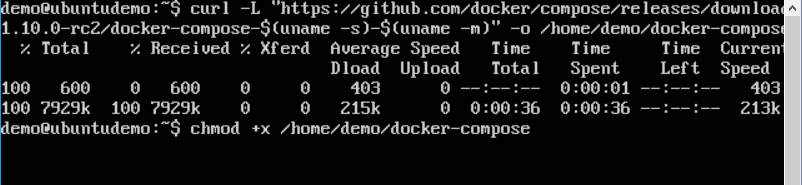 demo@ubuntudemo:~$ curl -L "https://github.com/docker/compose/releases/download
1.10.0-rc2/docker-compose-$(uname -s)-$(uname -m)" -o /home/demo/docker-compose
% Total % Received % Xferd Average Speed Time Time Time Current
Dload Upload Total Spent Left Speed
100 600 0 600 0 0 403 0 --:--:-- 0:00:01 --:--:-- 403
100 7929k 100 7929k 0 0 215k 0 0:00:36 0:00:36 --:--:-- 213k
demo@ubuntudemo:~$ chmod +x /home/demo/docker-compose